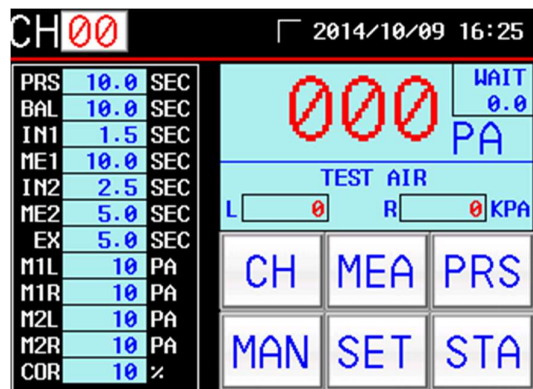 CH 00 2014/10/09 16:25
PRS 10.0 SEC
BAL 10.0 SEC
IN1 1.5 SEC
ME1 10.0 SEC
IN2 2.5 SEC
ME2 5.0 SEC
EX 5.0 SEC
M1L 10 PA
M1R 10 PA
M2L 10 PA
M2R 10 PA
COR 10 %
000 PA
WAIT
0.0
TEST AIR
L 0 R 0 KPA
CH MEA PRS
MAN SET STA